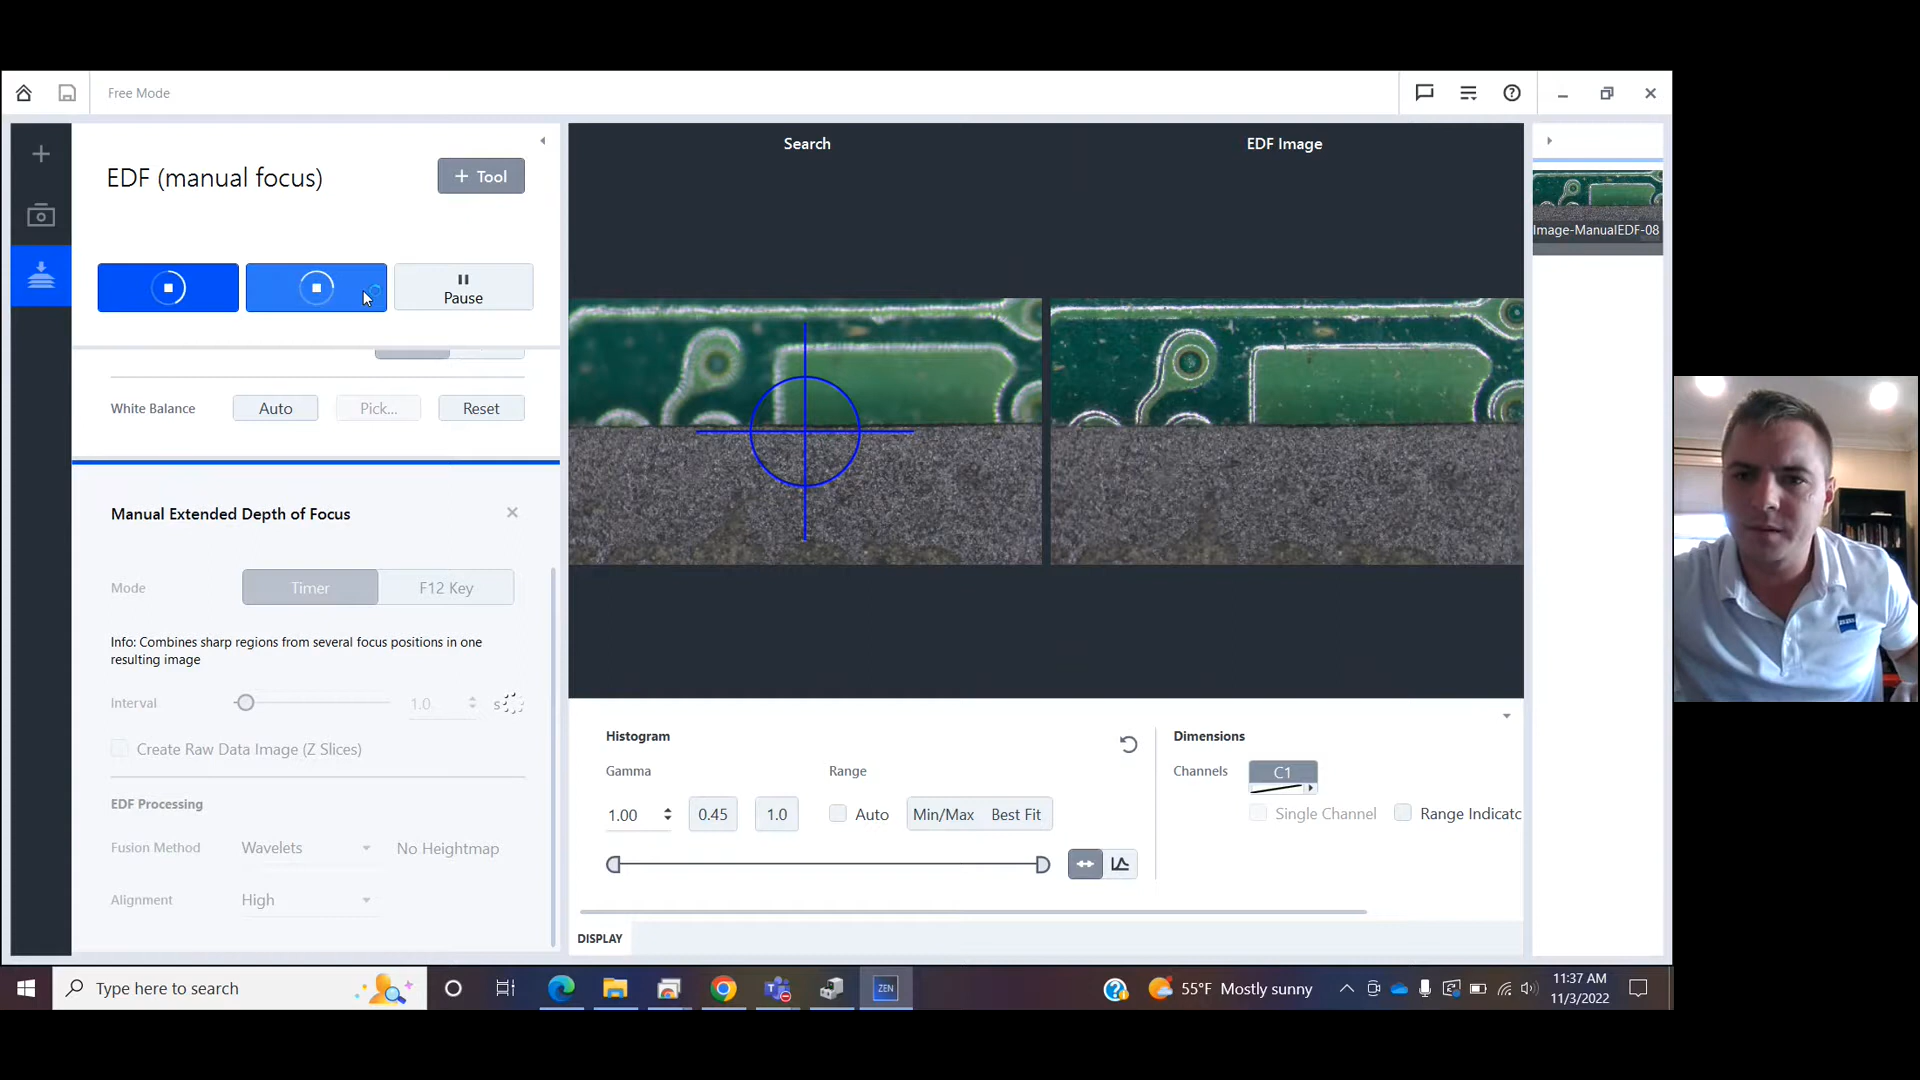 Free Mode
EDF (manual focus)
+ Tool
Pause
White Balance
Auto
Pick...
Reset
Manual Extended Depth of Focus
Mode
Timer
F12 Key
Info: Combines sharp regions from several focus positions in one
resulting image
Interval
1.0
s
Create Raw Data Image (Z Slices)
EDF Processing
Fusion Method
Wavelets
No Heightmap
Alignment
High
Search
EDF Image
Image-ManualEDF-08
Histogram
Gamma
1.00
0.45
1.0
Range
Auto
Min/Max
Best Fit
Dimensions
Channels
C1
Single Channel
Range Indicatc
DISPLAY
ZEISS
Type here to search
ZEN
55°F Mostly sunny
11:37 AM
11/3/2022